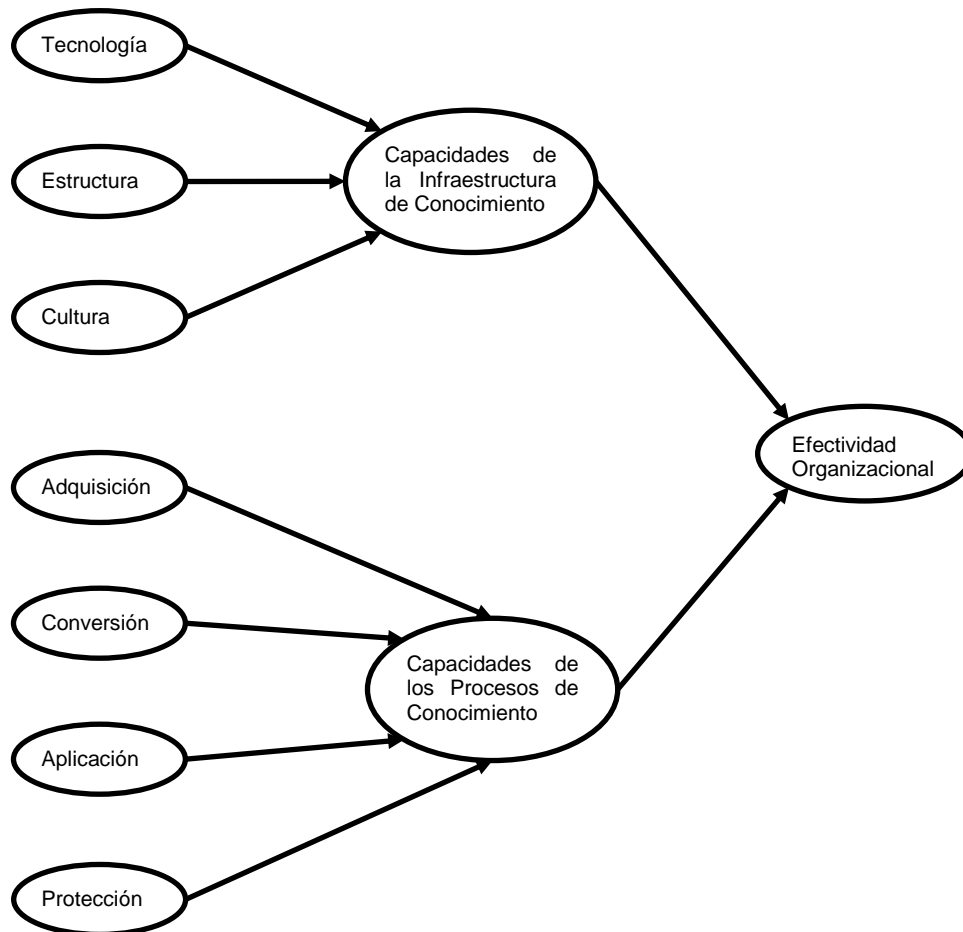 Tecnología
Capacidades de
la Infraestructura
de Conocimiento
Estructura
Cultura
Efectividad
Organizacional
Adquisición
Conversión
Capacidades de
los Procesos de
Conocimiento
Aplicación
Protección